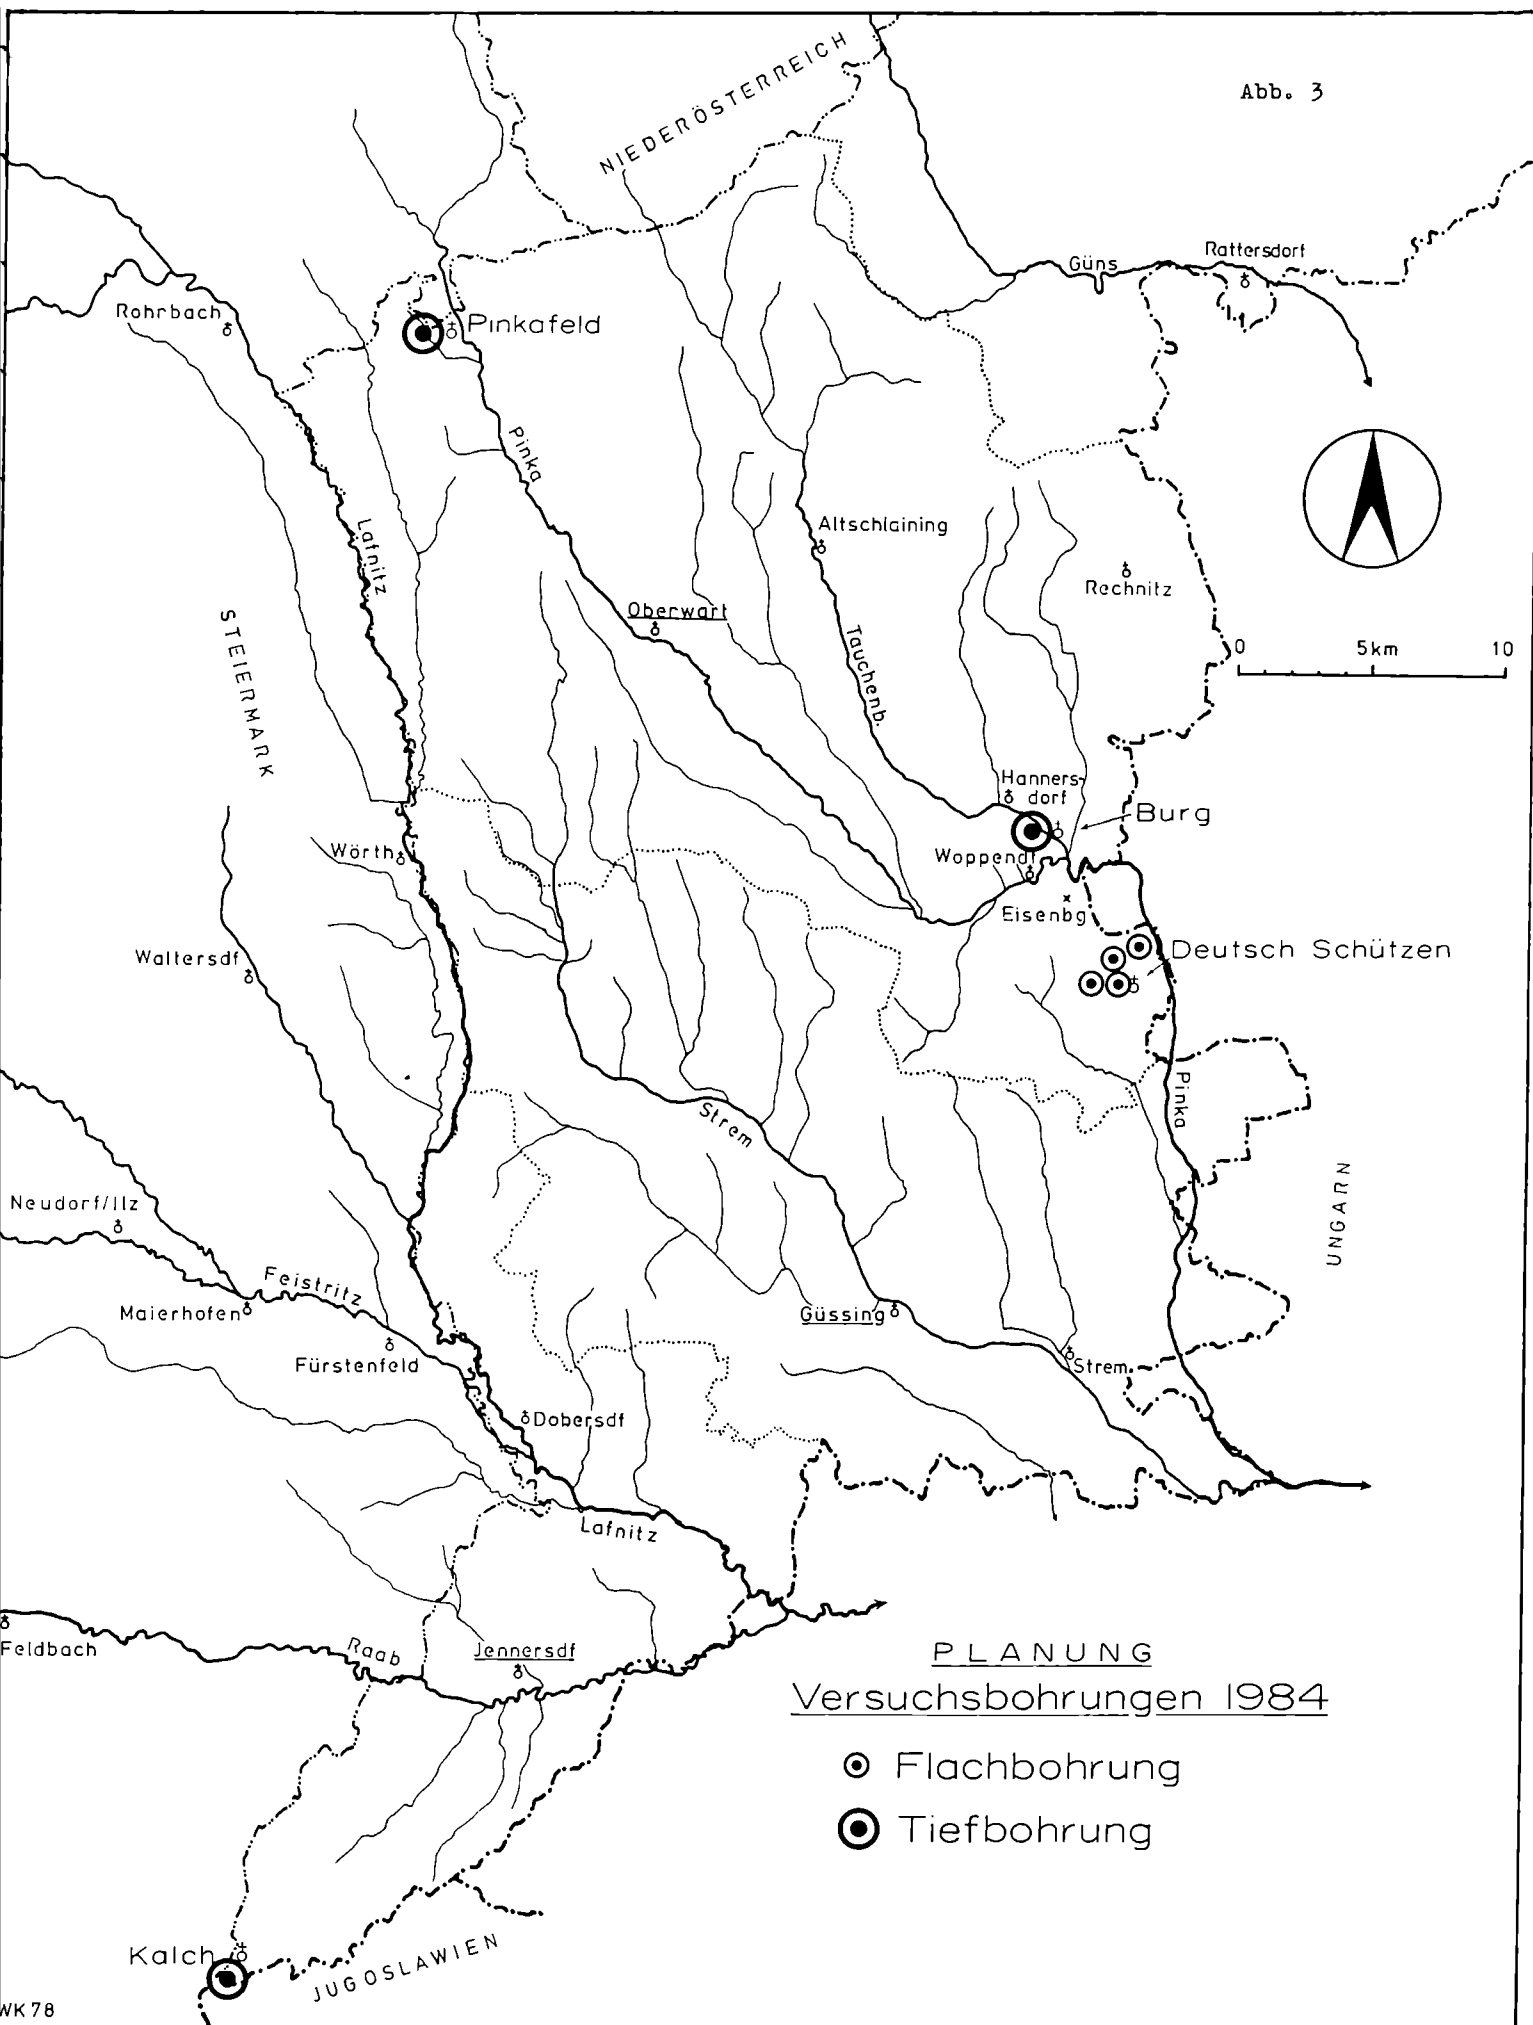 Abb. 3
NIEDERÖSTERREICH
Güns
Rattersdorf
Rohrbach
Pinkafeld
Pinka
Lafnitz
Altschlaining
Rechnitz
STEIERMARK
Oberwart
Tauchenb.
0 5km 10
Hanners-
dorf
Burg
Wörth
Woppendf
Eisenbg
Waltersdf
Deutsch Schützen
Pinka
Strem
UNGARN
Neudorf/Ilz
Feistritz
Maierhofen
Güssing
Fürstenfeld
Strem
Dobersdf
Lafnitz
Feldbach
Raab
Jennersdf
PLANUNG
Versuchsbohrungen 1984
Flachbohrung
Tiefbohrung
Kalch
JUGOSLAWIEN
WK 78